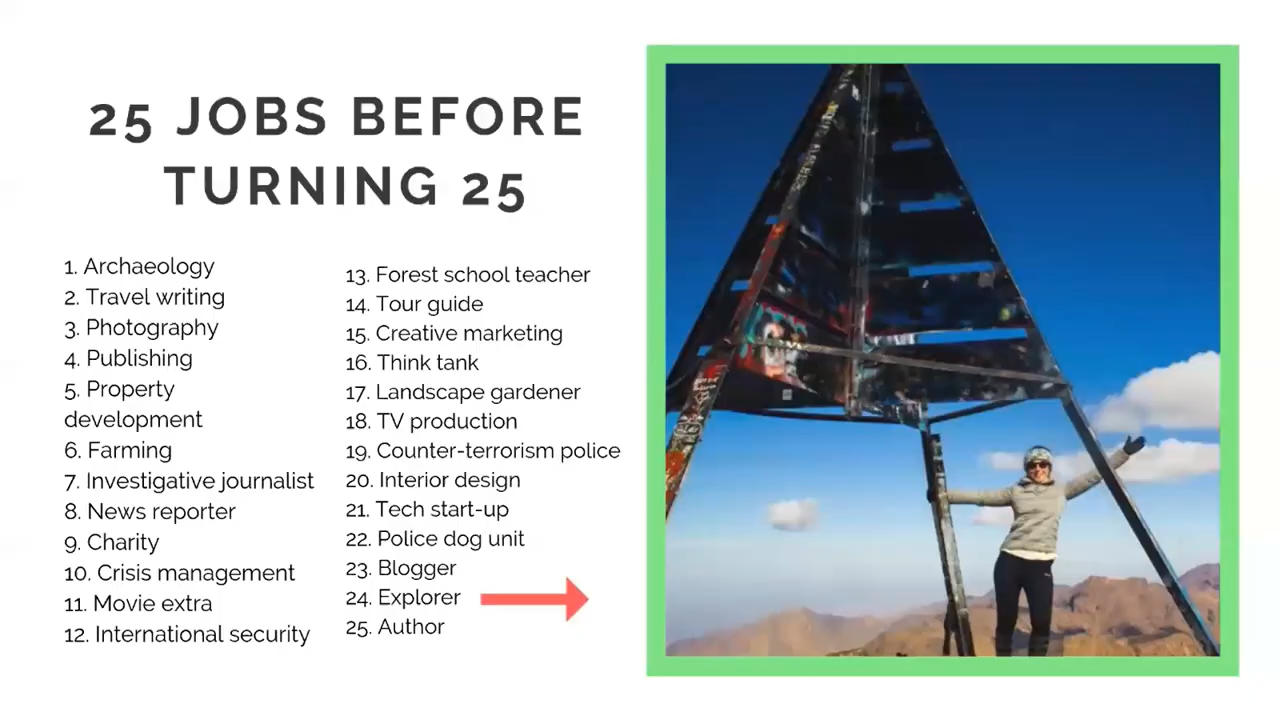 25 JOBS BEFORE
TURNING 25
1. Archaeology
2. Travel writing
3. Photography
4. Publishing
5. Property
development
6. Farming
7. Investigative journalist
8. News reporter
9. Charity
10. Crisis management
11. Movie extra
12. International security
13. Forest school teacher
14. Tour guide
15. Creative marketing
16. Think tank
17. Landscape gardener
18. TV production
19. Counter-terrorism police
20. Interior design
21. Tech start-up
22. Police dog unit
23. Blogger
24. Explorer
25. Author